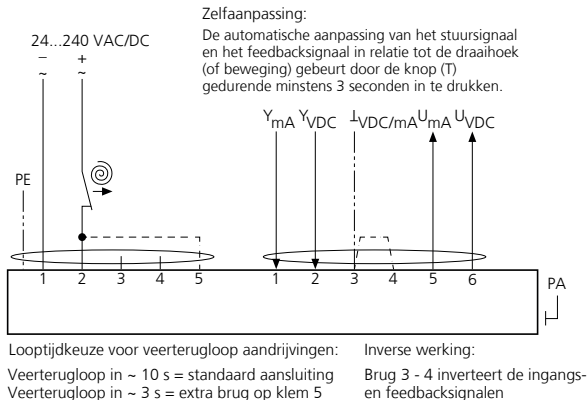 Zelfaanpassing:
De automatische aanpassing van het stuursignaal
en het feedbacksignaal in relatie tot de draaihoek
(of beweging) gebeurt door de knop (T)
gedurende minstens 3 seconden in te drukken.
24...240 VAC/DC
– +
~ ~
YmA YVDC ⊥VDC/mA UmA UVDC
PE
1 2 3 4 5 1 2 3 4 5 6
PA
Looptijdkeuze voor veerterugloop aandrijvingen:
Veerterugloop in ~ 10 s = standaard aansluiting
Veerterugloop in ~ 3 s = extra brug op klem 5
Inverse werking:
Brug 3 - 4 inverteert de ingangs-
en feedbacksignalen